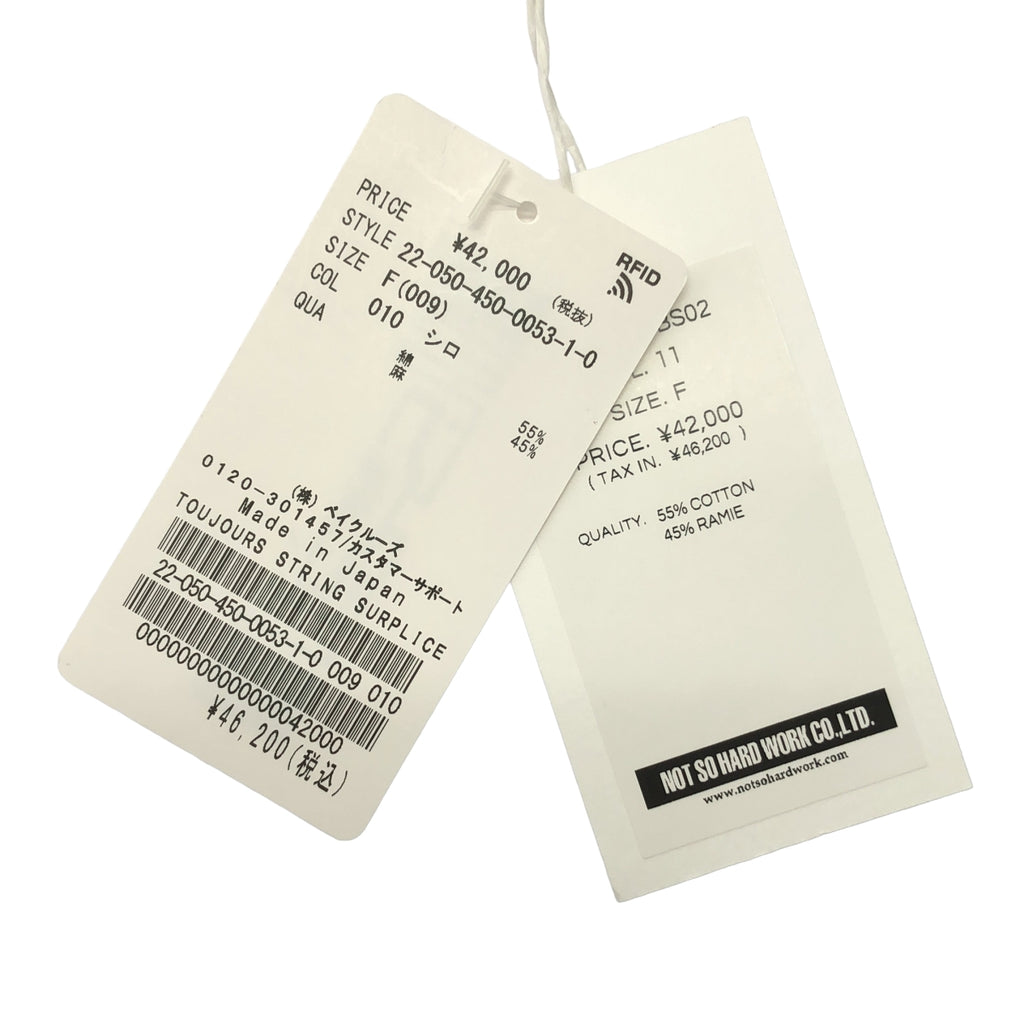 PRICE ¥42,000 (税抜)
STYLE 22-050-450-0053-1-0
SIZE F(009)
COL 010 シロ
QUA 綿 55%
麻 45%
RFID
(株)ベイクルーズ
0120-301457/カスタマーサポート
Made in Japan
TOUJOURS STRING SURPLICE
22-050-450-0053-1-0 009 010
0000000000000042000
¥46,200(税込)
SIZE. F
PRICE. ¥42,000
( TAX IN. ¥46,200 )
QUALITY. 55% COTTON
45% RAMIE
NOT SO HARD WORK CO.,LTD.
www.notsohardwork.com